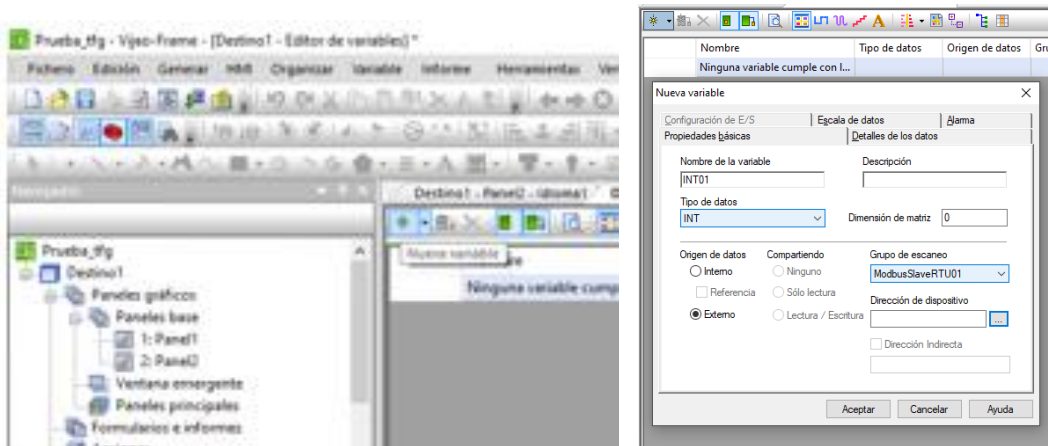 Prueba_tfg - Vijeo-Frame - [Destino1 - Editor de variables] *
Fichero Edición Generar HMI Organizar Variable Informe Herramientas Ven
Navegador
Destino1 - Panel2 - Idioma1
Nueva variable
Ninguna variable cump
Prueba_tfg
Destino1
Paneles gráficos
Paneles base
1: Panel1
2: Panel2
Ventana emergente
Paneles principales
Formularios e informes
Nombre Tipo de datos Origen de datos Gru
Ninguna variable cumple con l...
Nueva variable
Configuración de E/S Escala de datos Alarma
Propiedades básicas Detalles de los datos
Nombre de la variable Descripción
INT01
Tipo de datos
INT Dimensión de matriz 0
Origen de datos Compartiendo Grupo de escaneo
Interno Ninguno ModbusSlaveRTU01
Referencia Sólo lectura Dirección de dispositivo
Externo Lectura / Escritura ...
Dirección Indirecta
Aceptar Cancelar Ayuda